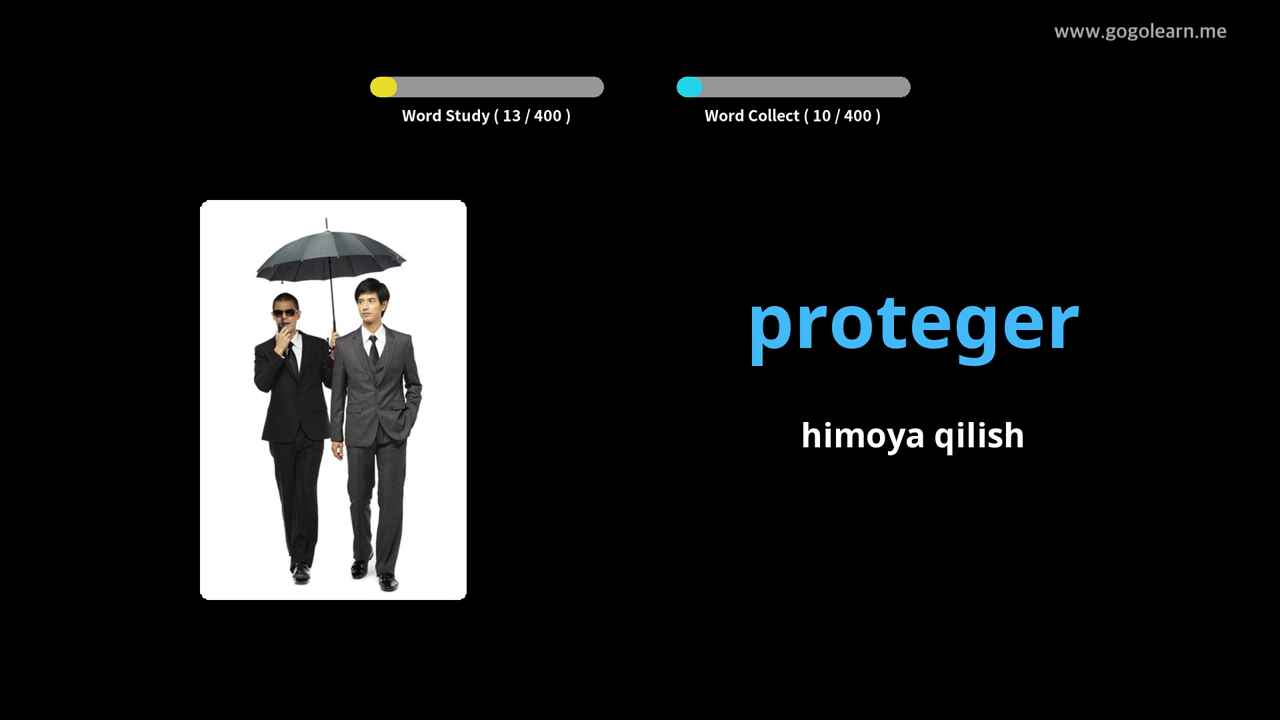 www.gogolearn.me
Word Study ( 13 / 400 )
Word Collect ( 10 / 400 )
proteger
himoya qilish